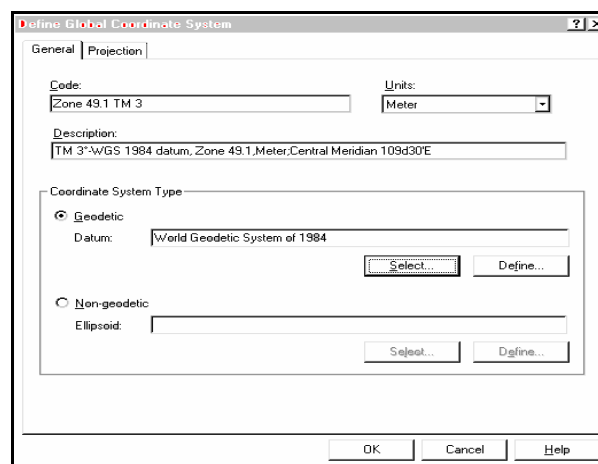 Define Global Coordinate System
General Projection
Code:
Units:
Zone 49.1 TM 3
Meter
Description:
TM 3°-WGS 1984 datum, Zone 49.1,Meter;Central Meridian 109d30'E
Coordinate System Type
Geodetic
Datum: World Geodetic System of 1984
Select... Define...
Non-geodetic
Ellipsoid:
Select... Define...
OK Cancel Help